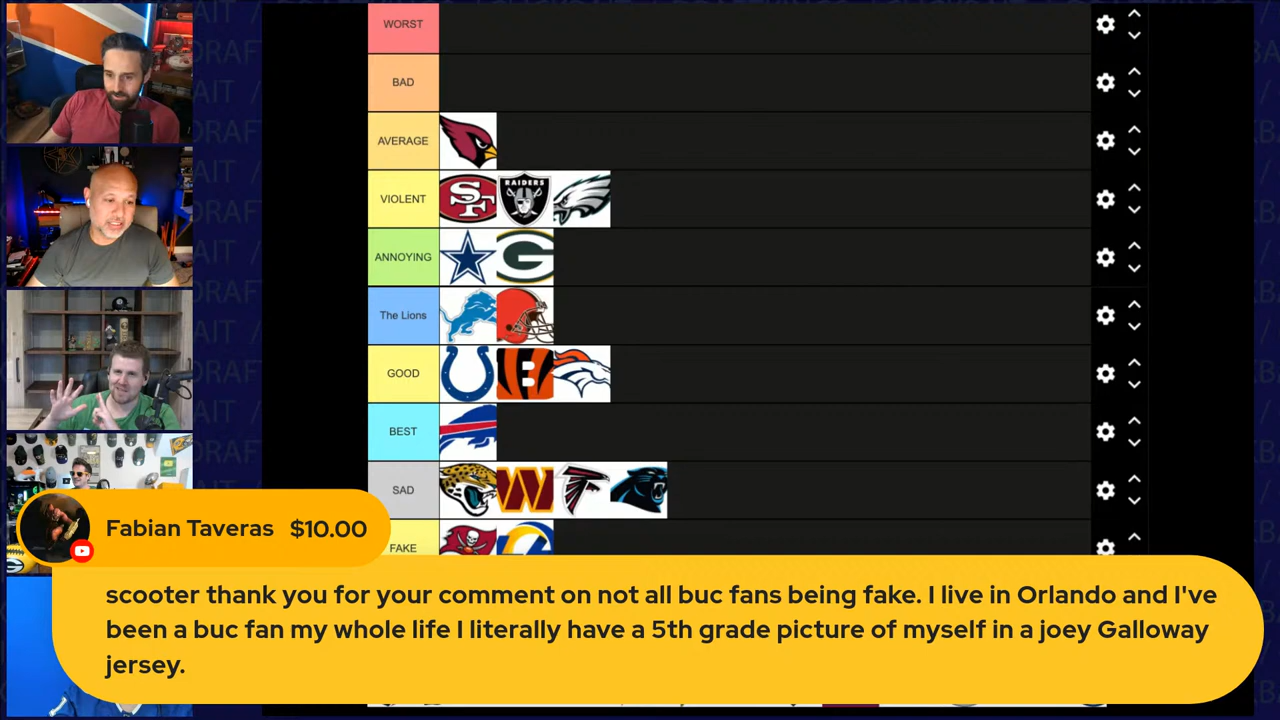 WORST
BAD
AVERAGE
VIOLENT
RAIDERS
SF
ANNOYING
G
The Lions
GOOD
B
BEST
SAD
W
FAKE
Fabian Taveras $10.00
scooter thank you for your comment on not all buc fans being fake. I live in Orlando and I've
been a buc fan my whole life I literally have a 5th grade picture of myself in a joey Galloway
jersey.